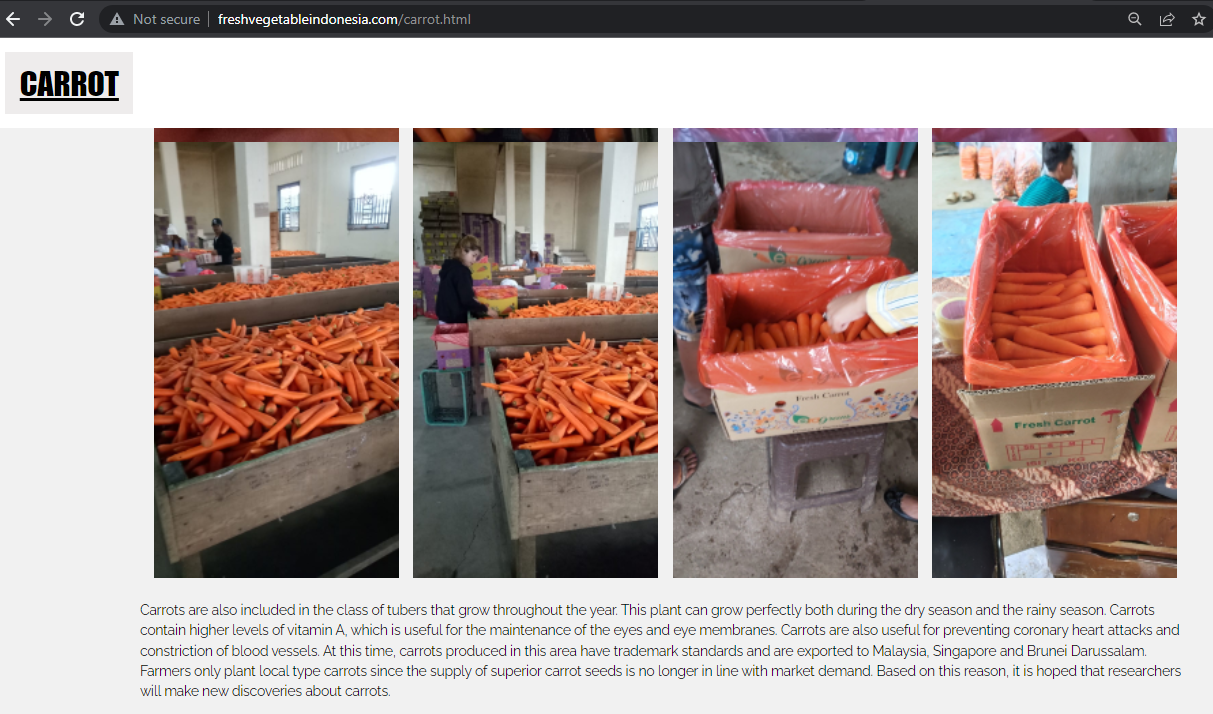 Not secure freshvegetableindonesia.com/carrot.html
CARROT
Fresh Carrot
Fresh Carrot
KG
Carrots are also included in the class of tubers that grow throughout the year. This plant can grow perfectly both during the dry season and the rainy season. Carrots
contain higher levels of vitamin A, which is useful for the maintenance of the eyes and eye membranes. Carrots are also useful for preventing coronary heart attacks and
constriction of blood vessels. At this time, carrots produced in this area have trademark standards and are exported to Malaysia, Singapore and Brunei Darussalam.
Farmers only plant local type carrots since the supply of superior carrot seeds is no longer in line with market demand. Based on this reason, it is hoped that researchers
will make new discoveries about carrots.